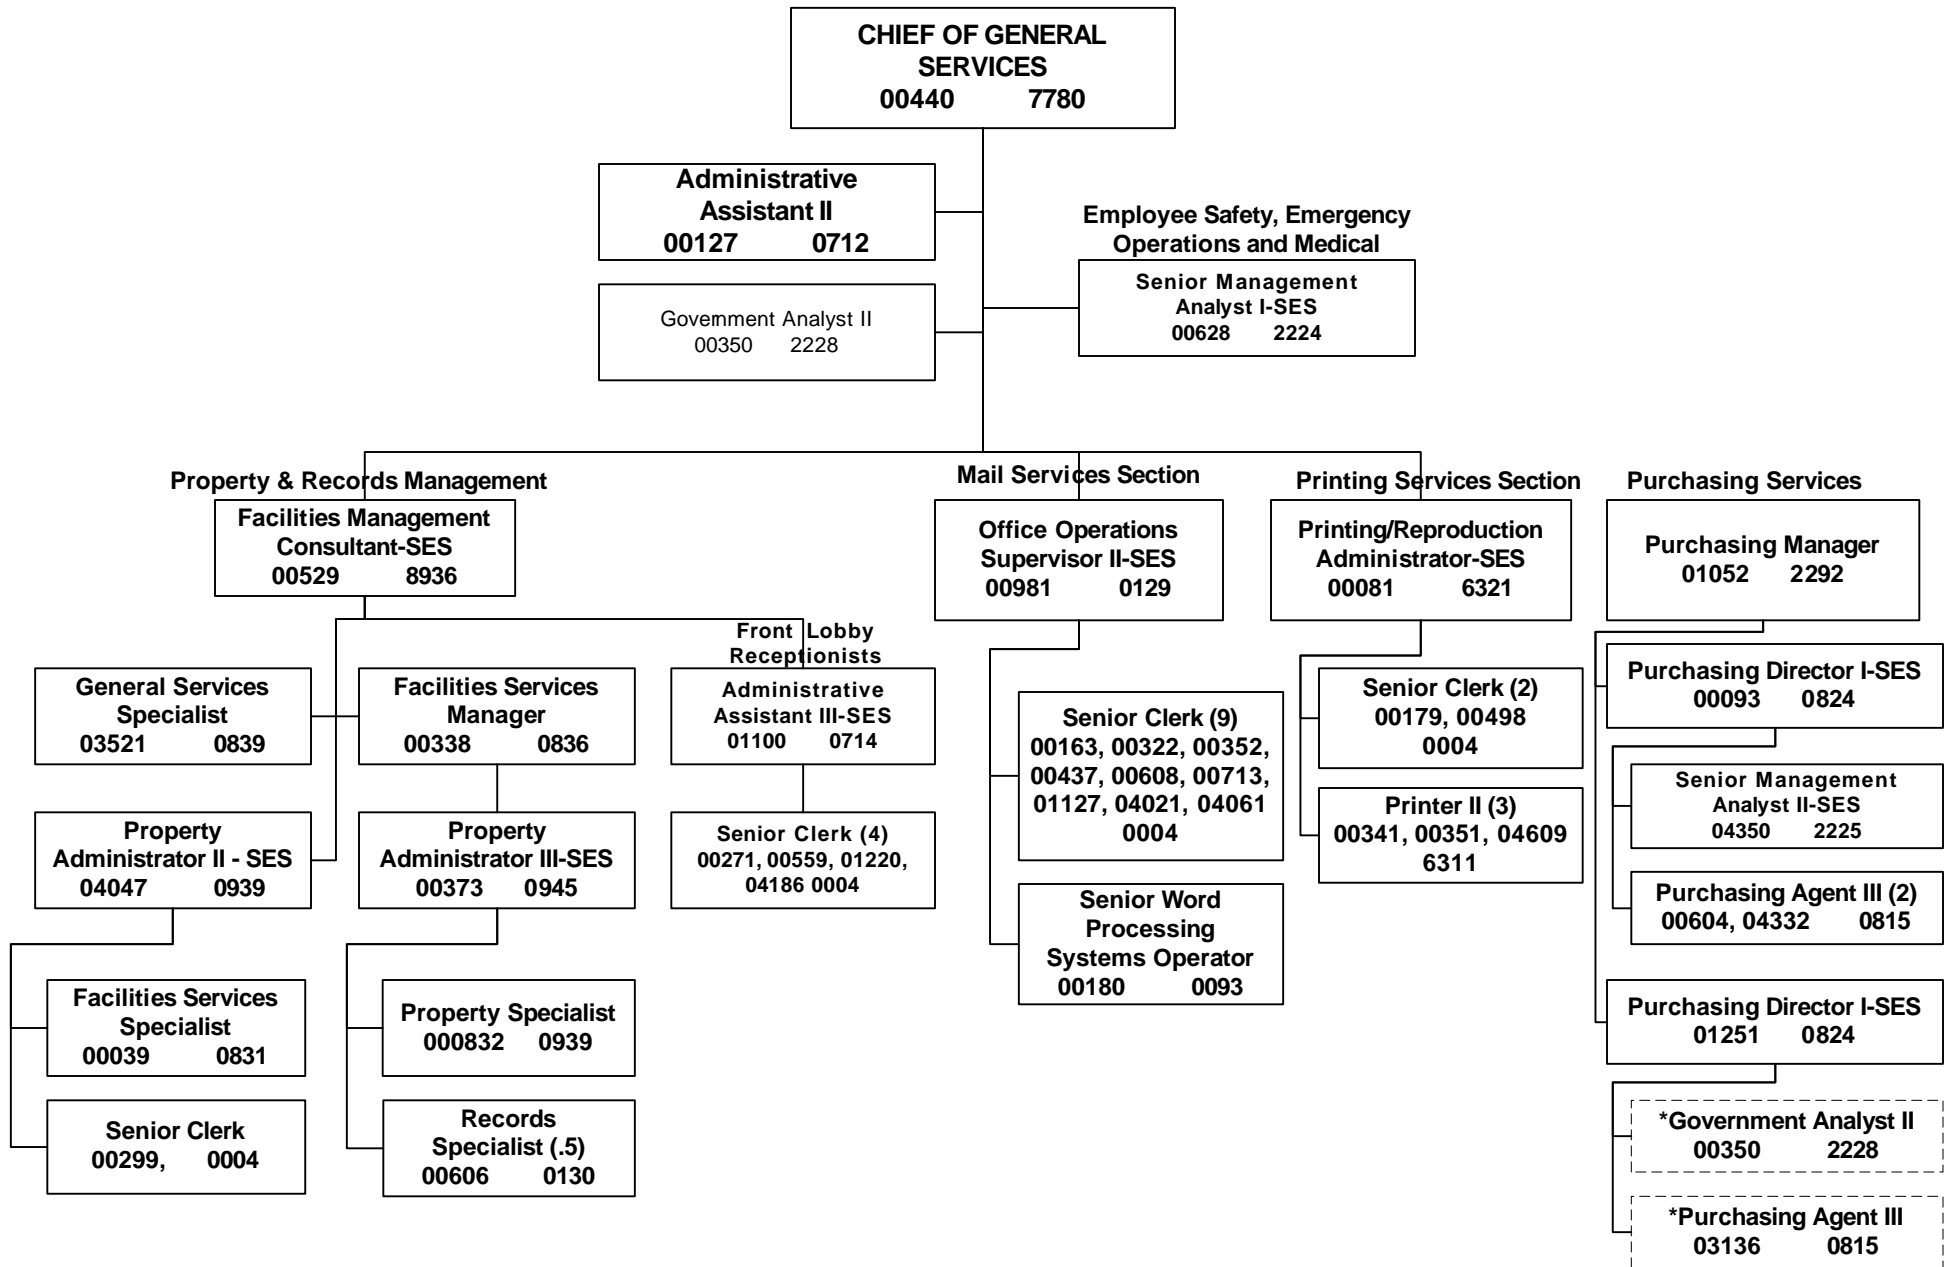 CHIEF OF GENERAL
SERVICES
00440 7780
Administrative
Assistant II
00127 0712
Employee Safety, Emergency
Operations and Medical
Senior Management
Analyst I-SES
00628 2224
Government Analyst II
00350 2228
Property & Records Management
Facilities Management
Consultant-SES
00529 8936
General Services
Specialist
03521 0839
Facilities Services
Manager
00338 0836
Front Lobby
Receptionists
Administrative
Assistant III-SES
01100 0714
Property
Administrator II - SES
04047 0939
Property
Administrator III-SES
00373 0945
Senior Clerk (4)
00271, 00559, 01220,
04186 0004
Facilities Services
Specialist
00039 0831
Senior Clerk
00299, 0004
Property Specialist
000832 0939
Records
Specialist (.5)
00606 0130
Mail Services Section
Office Operations
Supervisor II-SES
00981 0129
Senior Clerk (9)
00163, 00322, 00352,
00437, 00608, 00713,
01127, 04021, 04061
0004
Senior Word
Processing
Systems Operator
00180 0093
Printing Services Section
Printing/Reproduction
Administrator-SES
00081 6321
Senior Clerk (2)
00179, 00498
0004
Printer II (3)
00341, 00351, 04609
6311
Purchasing Services
Purchasing Manager
01052 2292
Purchasing Director I-SES
00093 0824
Senior Management
Analyst II-SES
04350 2225
Purchasing Agent III (2)
00604, 04332 0815
Purchasing Director I-SES
01251 0824
*Government Analyst II
00350 2228
*Purchasing Agent III
03136 0815